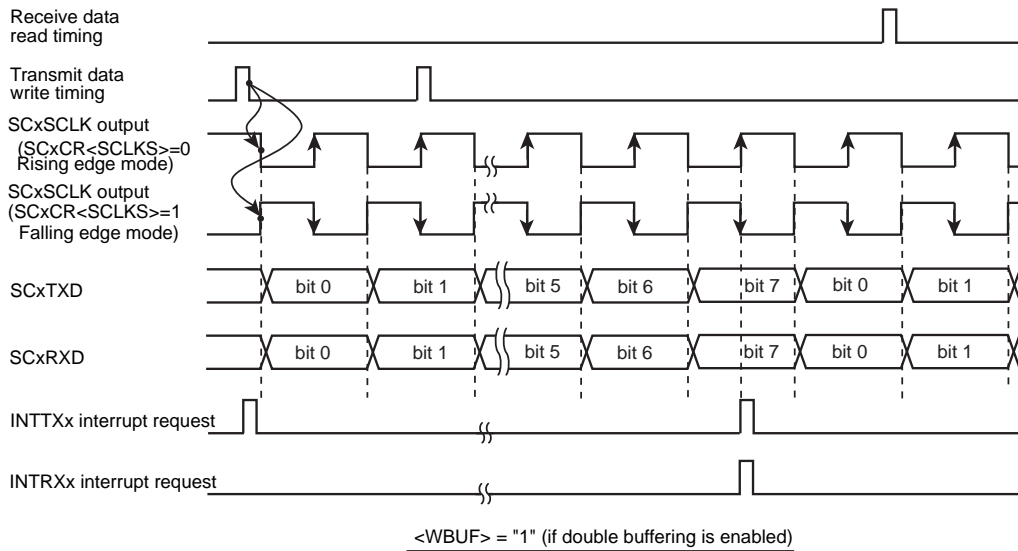 Receive data
read timing
Transmit data
write timing
SCxSCLK output
(SCxCR<SCLKS>=0
Rising edge mode)
SCxSCLK output
(SCxCR<SCLKS>=1
Falling edge mode)
SCxTXD
bit 0 bit 1 bit 5 bit 6 bit 7 bit 0 bit 1
SCxRXD
bit 0 bit 1 bit 5 bit 6 bit 7 bit 0 bit 1
INTTXx interrupt request
INTRXx interrupt request
<WBUF> = "1" (if double buffering is enabled)